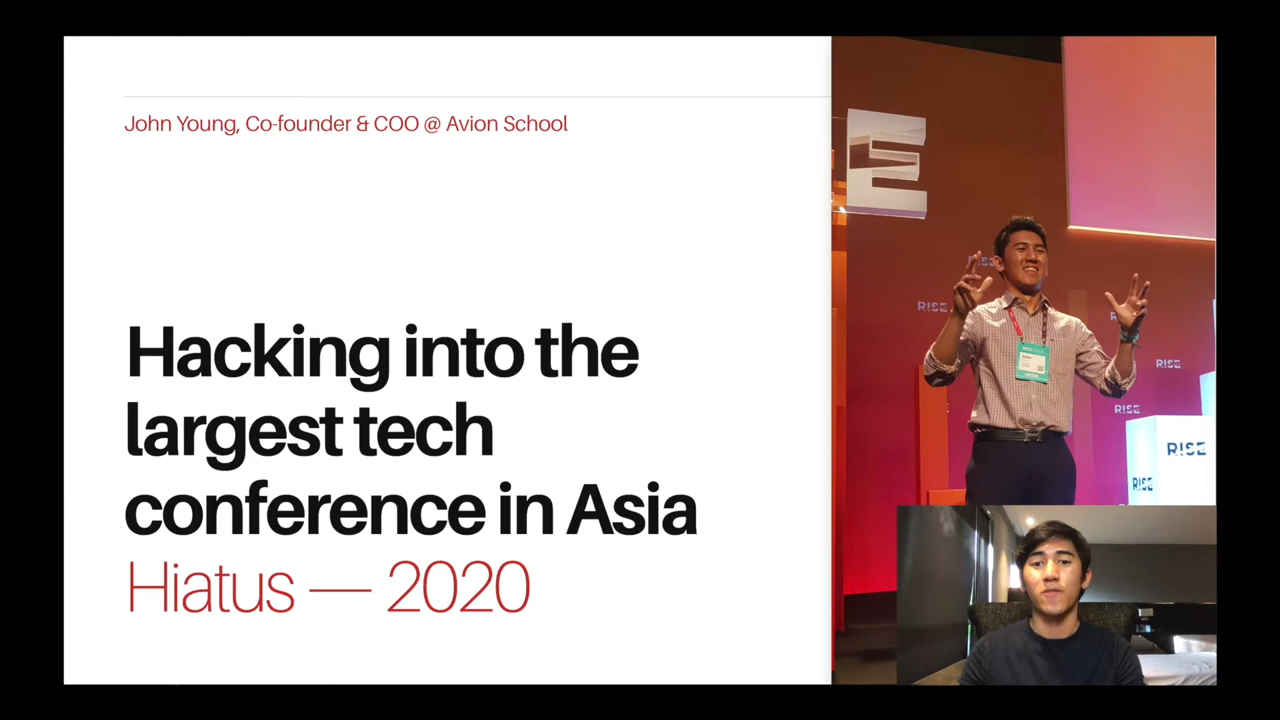 John Young, Co-founder & COO @ Avion School
Hacking into the
largest tech
conference in Asia
Hiatus — 2020
E
RISE
RISE
RISE
RISE
RISE